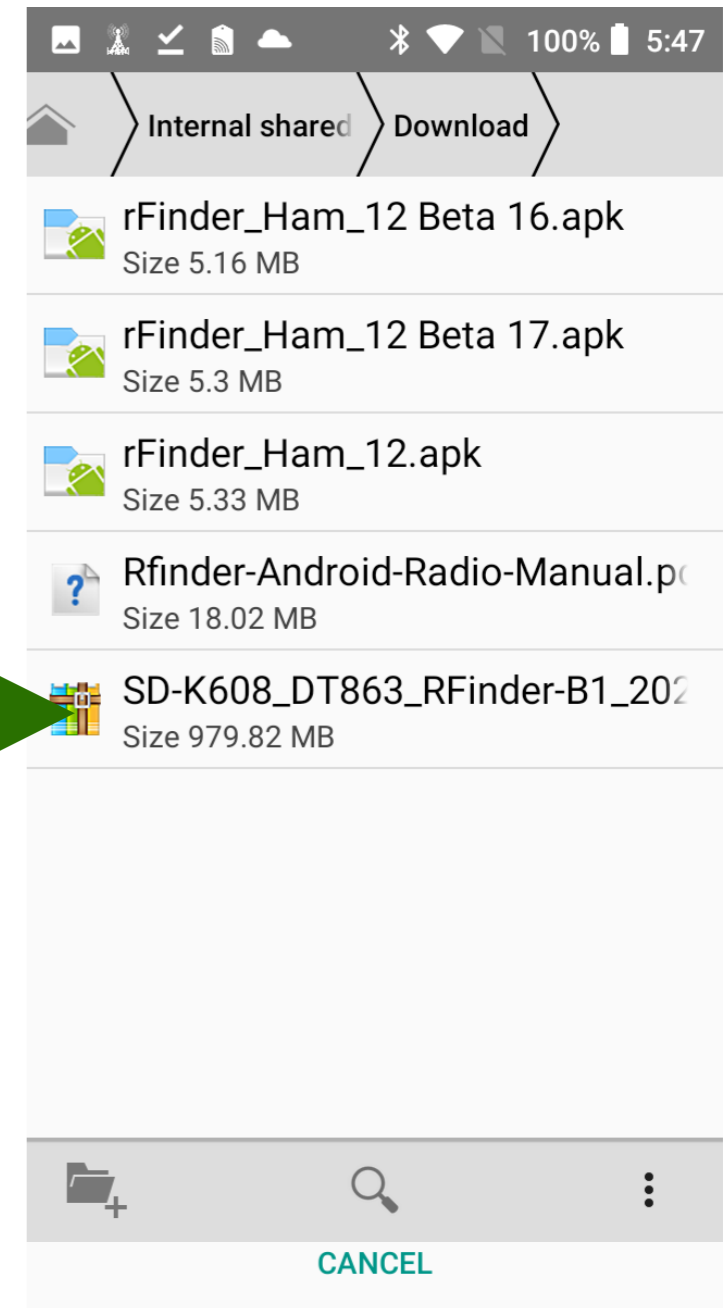 100% 5:47
Internal shared Download
rFinder_Ham_12 Beta 16.apk
Size 5.16 MB
rFinder_Ham_12 Beta 17.apk
Size 5.3 MB
rFinder_Ham_12.apk
Size 5.33 MB
?
Rfinder-Android-Radio-Manual.p
Size 18.02 MB
SD-K608_DT863_RFinder-B1_202
Size 979.82 MB
CANCEL